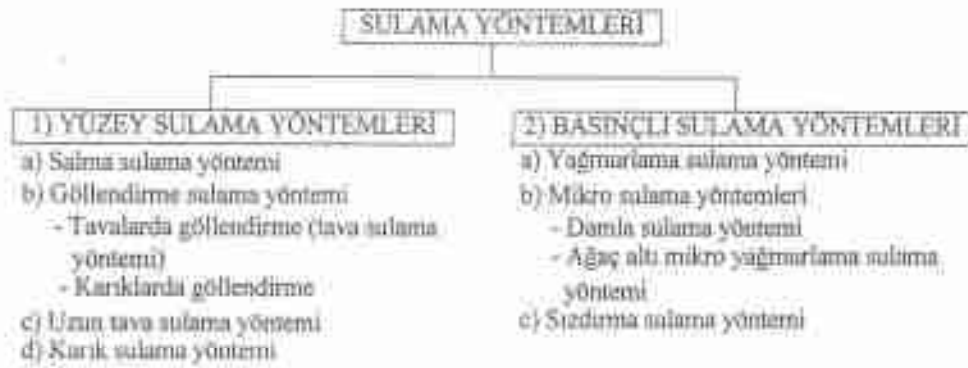 SULAMA YÖNTEMLERİ
1) YÜZEY SULAMA YÖNTEMLERİ
a) Salma sulama yöntemi
b) Göllendirme sulama yöntemi
- Tavalarda göllendirme (tava sulama
yöntemi)
- Karıklarda göllendirme
c) Uzun tava sulama yöntemi
d) Karık sulama yöntemi
2) BASINÇLI SULAMA YÖNTEMLERİ
a) Yağmurlama sulama yöntemi
b) Mikro sulama yöntemleri
- Damla sulama yöntemi
- Ağaç altı mikro yağmurlama sulama
yöntemi
c) Sızdırma sulama yöntemi